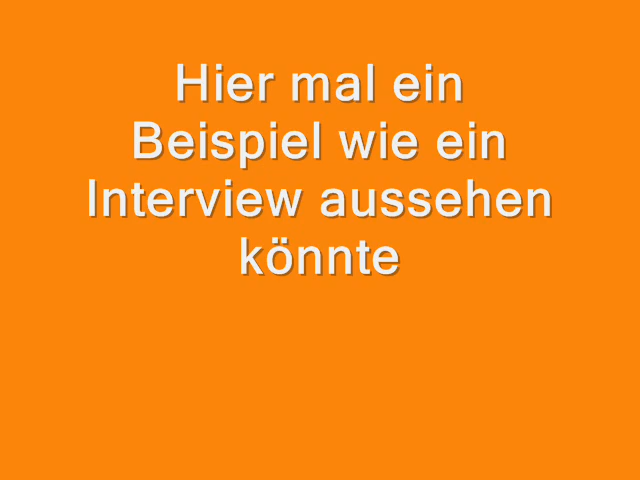 Hier mal ein
Beispiel wie ein
Interview aussehen
könnte